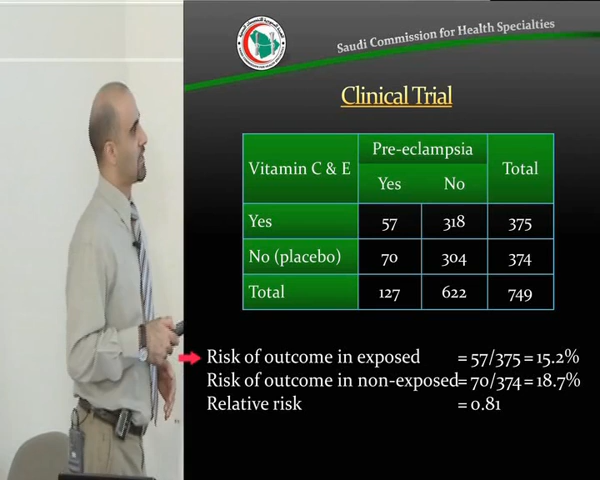 Saudi Commission for Health Specialties
Clinical Trial
Vitamin C & E
Pre-eclampsia
Total
Yes No
Yes 57 318 375
No (placebo) 70 304 374
Total 127 622 749
Risk of outcome in exposed = 57/375 = 15.2%
Risk of outcome in non-exposed= 70/374 = 18.7%
Relative risk = 0.81